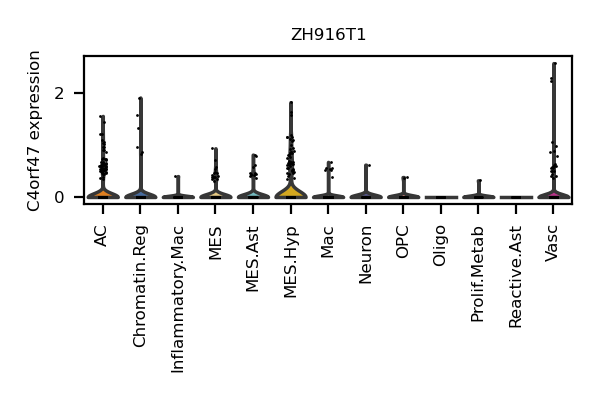 ZH916T1
C4orf47 expression
2
0
AC
Chromatin.Reg
Inflammatory.Mac
MES
MES.Ast
MES.Hyp
Mac
Neuron
OPC
Oligo
Prolif.Metab
Reactive.Ast
Vasc